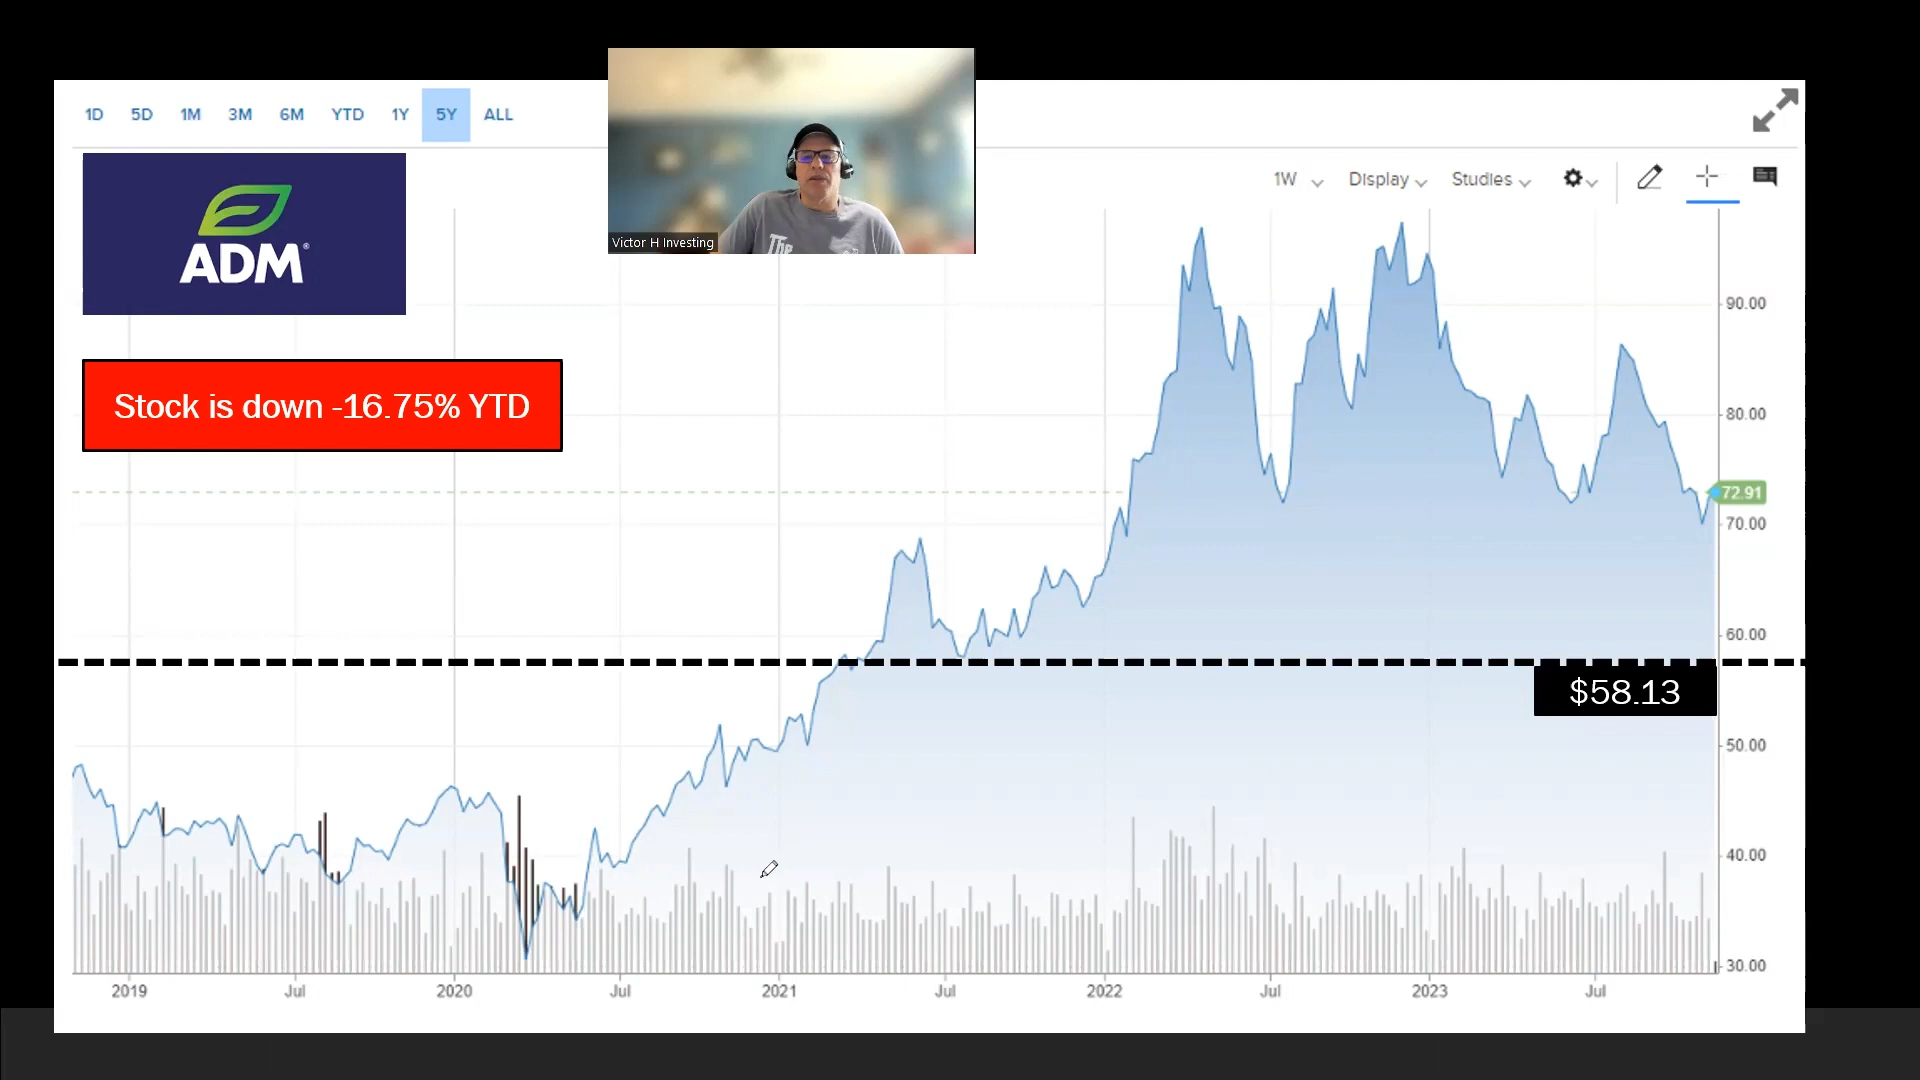 1D 5D 1M 3M 6M YTD 1Y 5Y ALL
ADM®
The
Victor H Investing
1W Display Studies
Stock is down -16.75% YTD
90.00
80.00
72.91
70.00
60.00
$58.13
50.00
40.00
30.00
2019 Jul 2020 Jul 2021 Jul 2022 Jul 2023 Jul